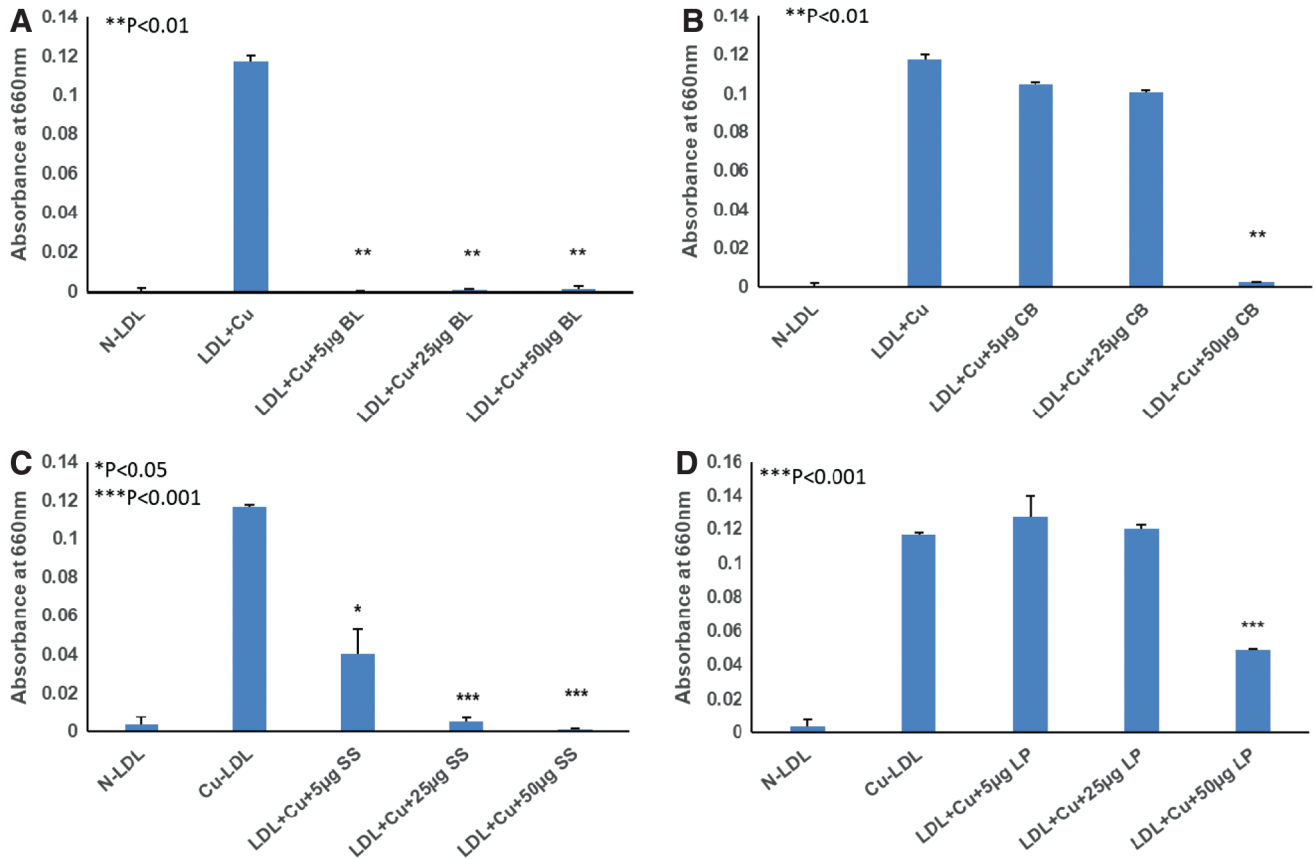 A
**P<0.01
Absorbance at 660nm
0.14
0.12
0.1
0.08
0.06
0.04
0.02
0
**
**
**
N-LDL
LDL+Cu
LDL+Cu+5µg BL
LDL+Cu+25µg BL
LDL+Cu+50µg BL
B
**P<0.01
Absorbance at 660nm
0.14
0.12
0.1
0.08
0.06
0.04
0.02
0
**
N-LDL
LDL+Cu
LDL+Cu+5µg CB
LDL+Cu+25µg CB
LDL+Cu+50µg CB
C
*P<0.05
***P<0.001
Absorbance at 660nm
0.14
0.12
0.1
0.08
0.06
0.04
0.02
0
*
***
***
N-LDL
Cu-LDL
LDL+Cu+5µg SS
LDL+Cu+25µg SS
LDL+Cu+50µg SS
D
***P<0.001
Absorbance at 660nm
0.16
0.14
0.12
0.1
0.08
0.06
0.04
0.02
0
***
N-LDL
Cu-LDL
LDL+Cu+5µg LP
LDL+Cu+25µg LP
LDL+Cu+50µg LP